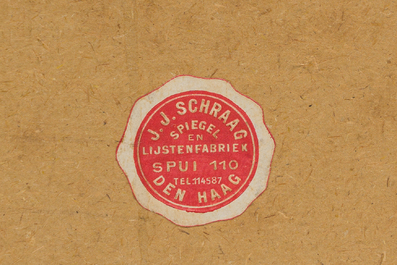 J. J. SCHRAAG
SPIEGEL
EN
LIJSTENFABRIEK
SPUI 110
TEL. 114587
DEN HAAG